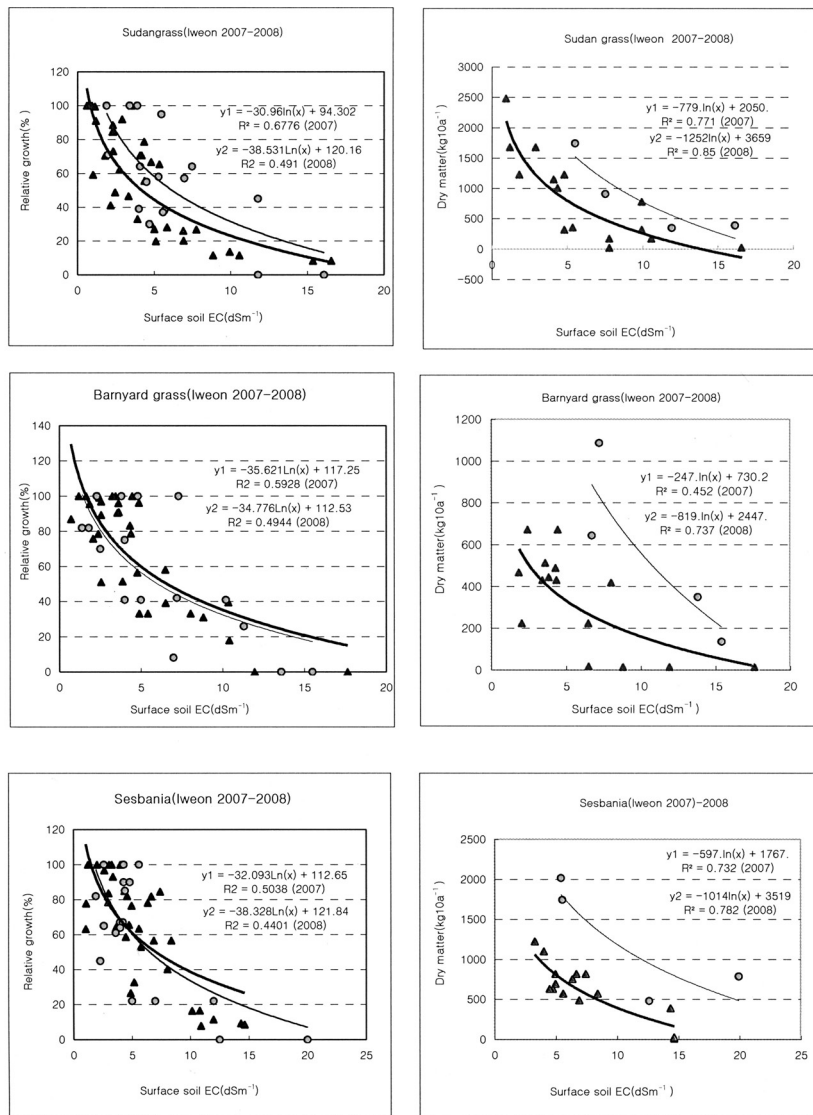 Sudangrass(Iweon 2007-2008)
Relative growth(%)
120
100
80
60
40
20
0
y1 = -30.96ln(x) + 94.302
R² = 0.6776 (2007)
y2 = -38.531Ln(x) + 120.16
R2 = 0.491 (2008)
0 5 10 15 20
Surface soil EC(dSm⁻¹)
Sudan grass(Iweon 2007-2008)
Dry matter(kg10a⁻¹)
3000
2500
2000
1500
1000
500
0
-500
y1 = -779.ln(x) + 2050.
R² = 0.771 (2007)
y2 = -1252ln(x) + 3659
R² = 0.85 (2008)
0 5 10 15 20
Surface soil EC(dSm⁻¹)
Barnyard grass(Iweon 2007-2008)
Relative growth(%)
140
120
100
80
60
40
20
0
y1 = -35.621Ln(x) + 117.25
R2 = 0.5928 (2007)
y2 = -34.776Ln(x) + 112.53
R2 = 0.4944 (2008)
0 5 10 15 20
Surface soil EC(dSm⁻¹)
Barnyard grass(Iweon 2007-2008)
Dry matter(kg10a⁻¹)
1200
1000
800
600
400
200
0
y1 = -247.ln(x) + 730.2
R² = 0.452 (2007)
y2 = -819.ln(x) + 2447.
R² = 0.737 (2008)
0 5 10 15 20
Surface soil EC(dSm⁻¹)
Sesbania(Iweon 2007-2008)
Relative growth(%)
120
100
80
60
40
20
0
y1 = -32.093Ln(x) + 112.65
R2 = 0.5038 (2007)
y2 = -38.328Ln(x) + 121.84
R2 = 0.4401 (2008)
0 5 10 15 20 25
Surface soil EC(dSm⁻¹)
Sesbania(Iweon 2007)-2008
Dry matter(kg10a⁻¹)
2500
2000
1500
1000
500
0
y1 = -597.ln(x) + 1767.
R² = 0.732 (2007)
y2 = -1014ln(x) + 3519
R² = 0.782 (2008)
0 5 10 15 20 25
Surface soil EC(dSm⁻¹)